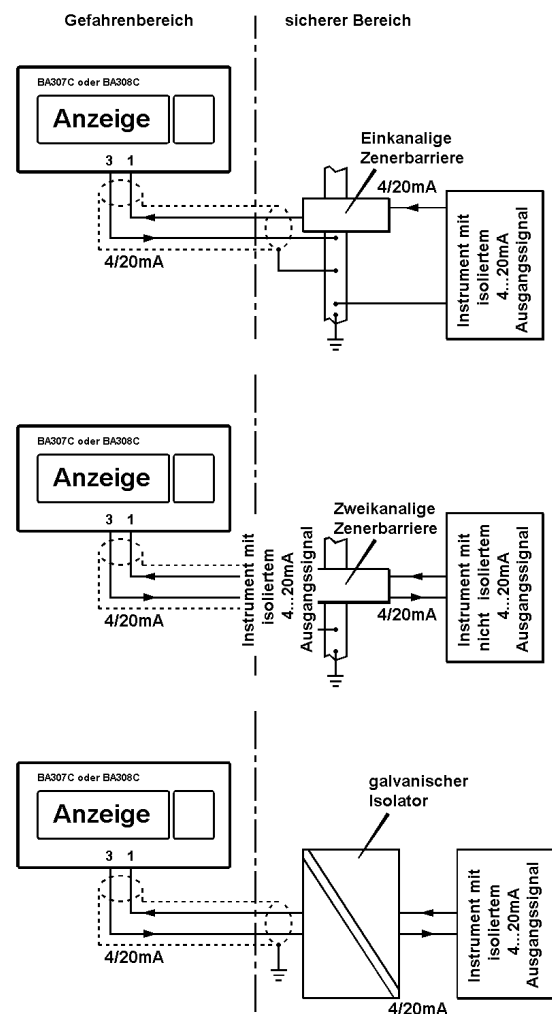 Gefahrenbereich
sicherer Bereich
BA307C oder BA308C
Anzeige
3 1
4/20mA
Einkanalige
Zenerbarriere
4/20mA
Instrument mit
isoliertem
4...20mA
Ausgangssignal
BA307C oder BA308C
Anzeige
3 1
4/20mA
Instrument mit
isoliertem
4...20mA
Ausgangssignal
Zweikanalige
Zenerbarriere
4/20mA
Instrument mit
nicht isoliertem
4...20mA
Ausgangssignal
BA307C oder BA308C
Anzeige
3 1
4/20mA
galvanischer
Isolator
4/20mA
Instrument mit
isoliertem
4...20mA
Ausgangssignal